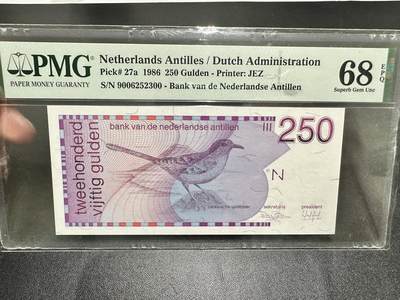 PMG
PAPER MONEY GUARANTY
Netherlands Antilles / Dutch Administration
Pick# 27a 1986 250 Gulden - Printer: JEZ
S/N 9006252300 - Bank van de Nederlandse Antillen
68 EPQ
Superb Gem Unc
bank van de nederlandse antillen
250
tweehonderd
vijftig gulden
secretaris
president